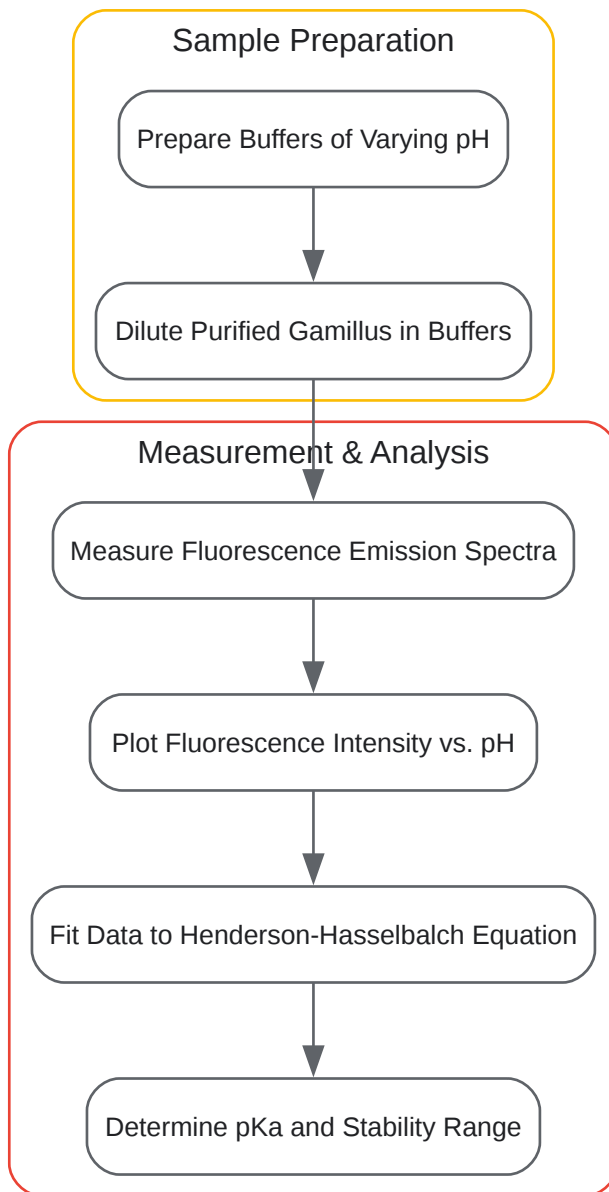 Sample Preparation
Prepare Buffers of Varying pH
Dilute Purified Gamillus in Buffers
Measurement & Analysis
Measure Fluorescence Emission Spectra
Plot Fluorescence Intensity vs. pH
Fit Data to Henderson-Hasselbalch Equation
Determine pKa and Stability Range